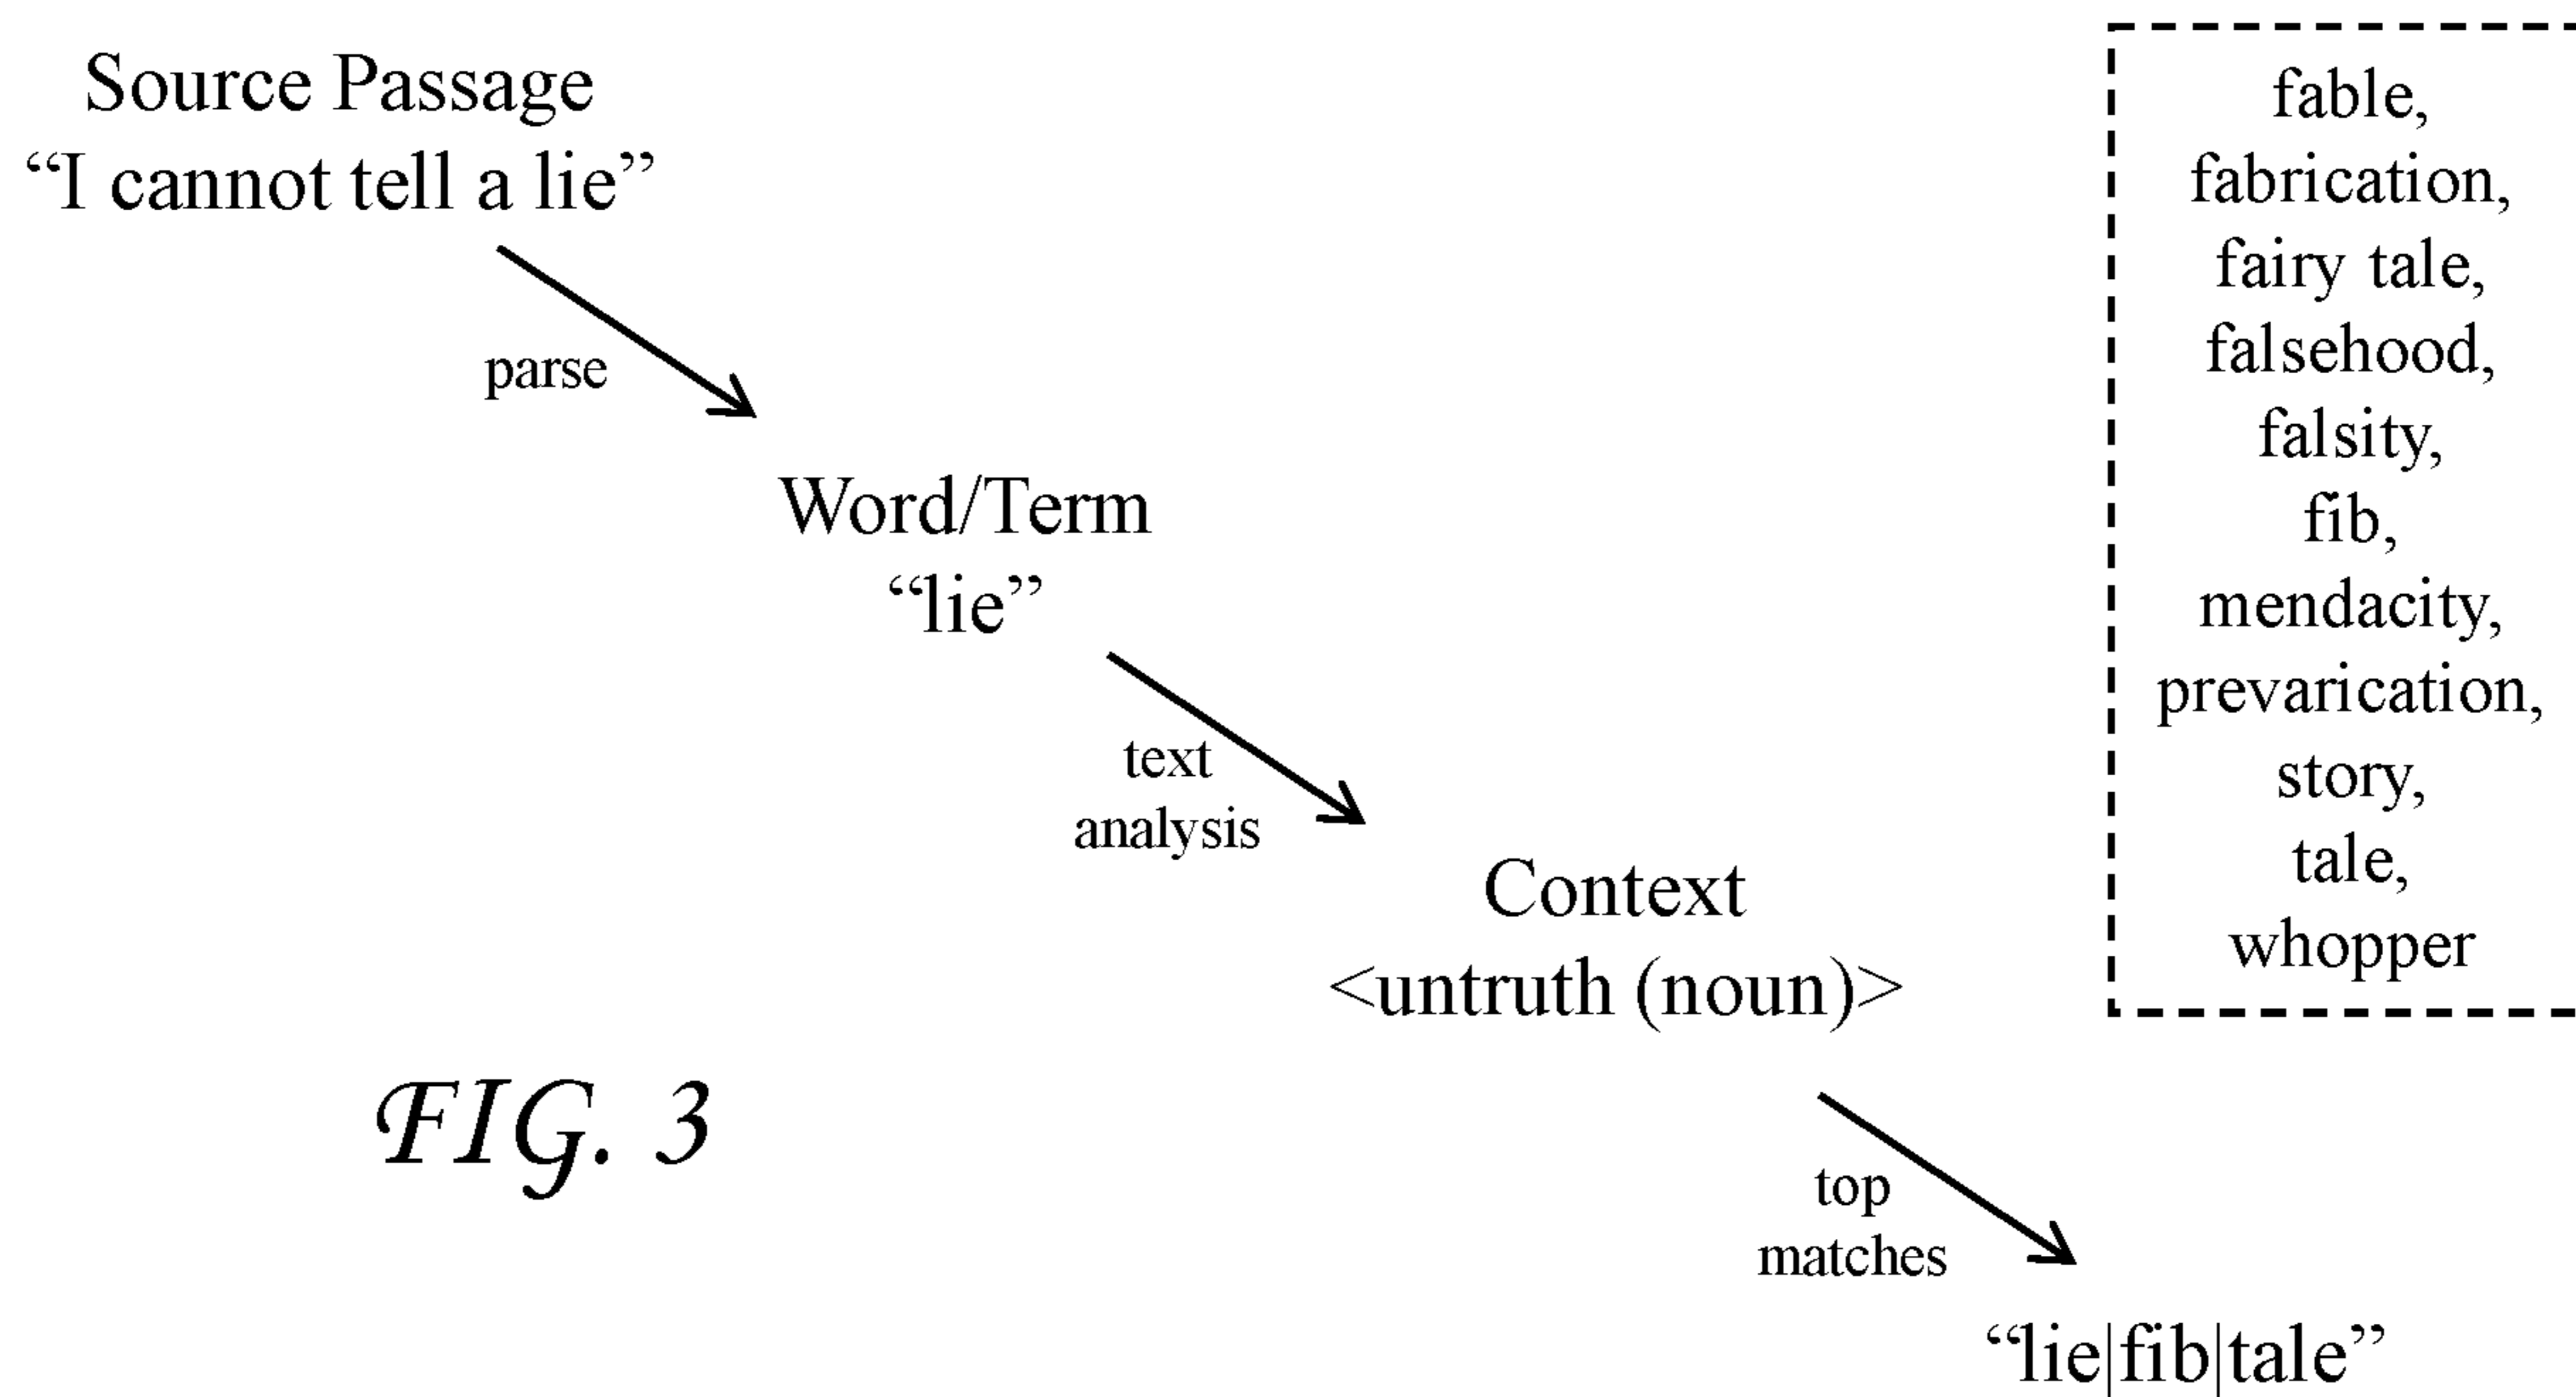 Source Passage
“I cannot tell a lie”
parse
Word/Term
“lie”
text
analysis
Context
<untruth (noun)>
top
matches
“lie|fib|tale”
fable,
fabrication,
fairy tale,
falsehood,
falsity,
fib,
mendacity,
prevarication,
story,
tale,
whopper
FIG. 3